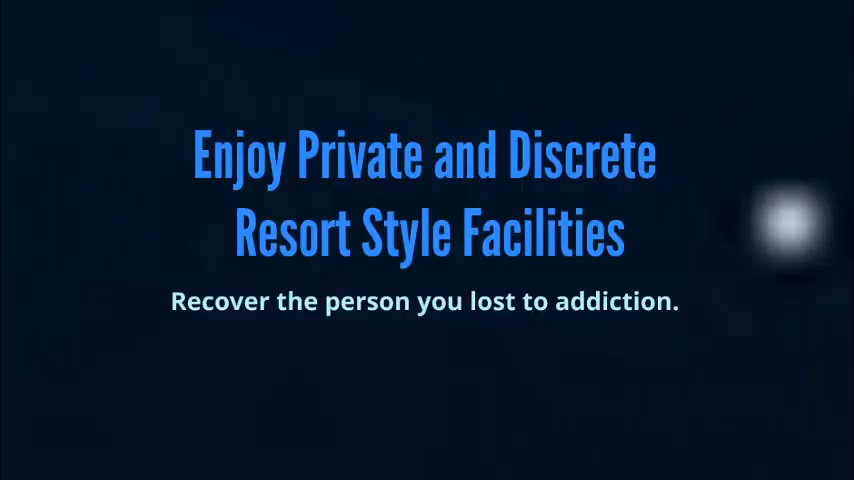 Enjoy Private and Discrete
Resort Style Facilities
Recover the person you lost to addiction.